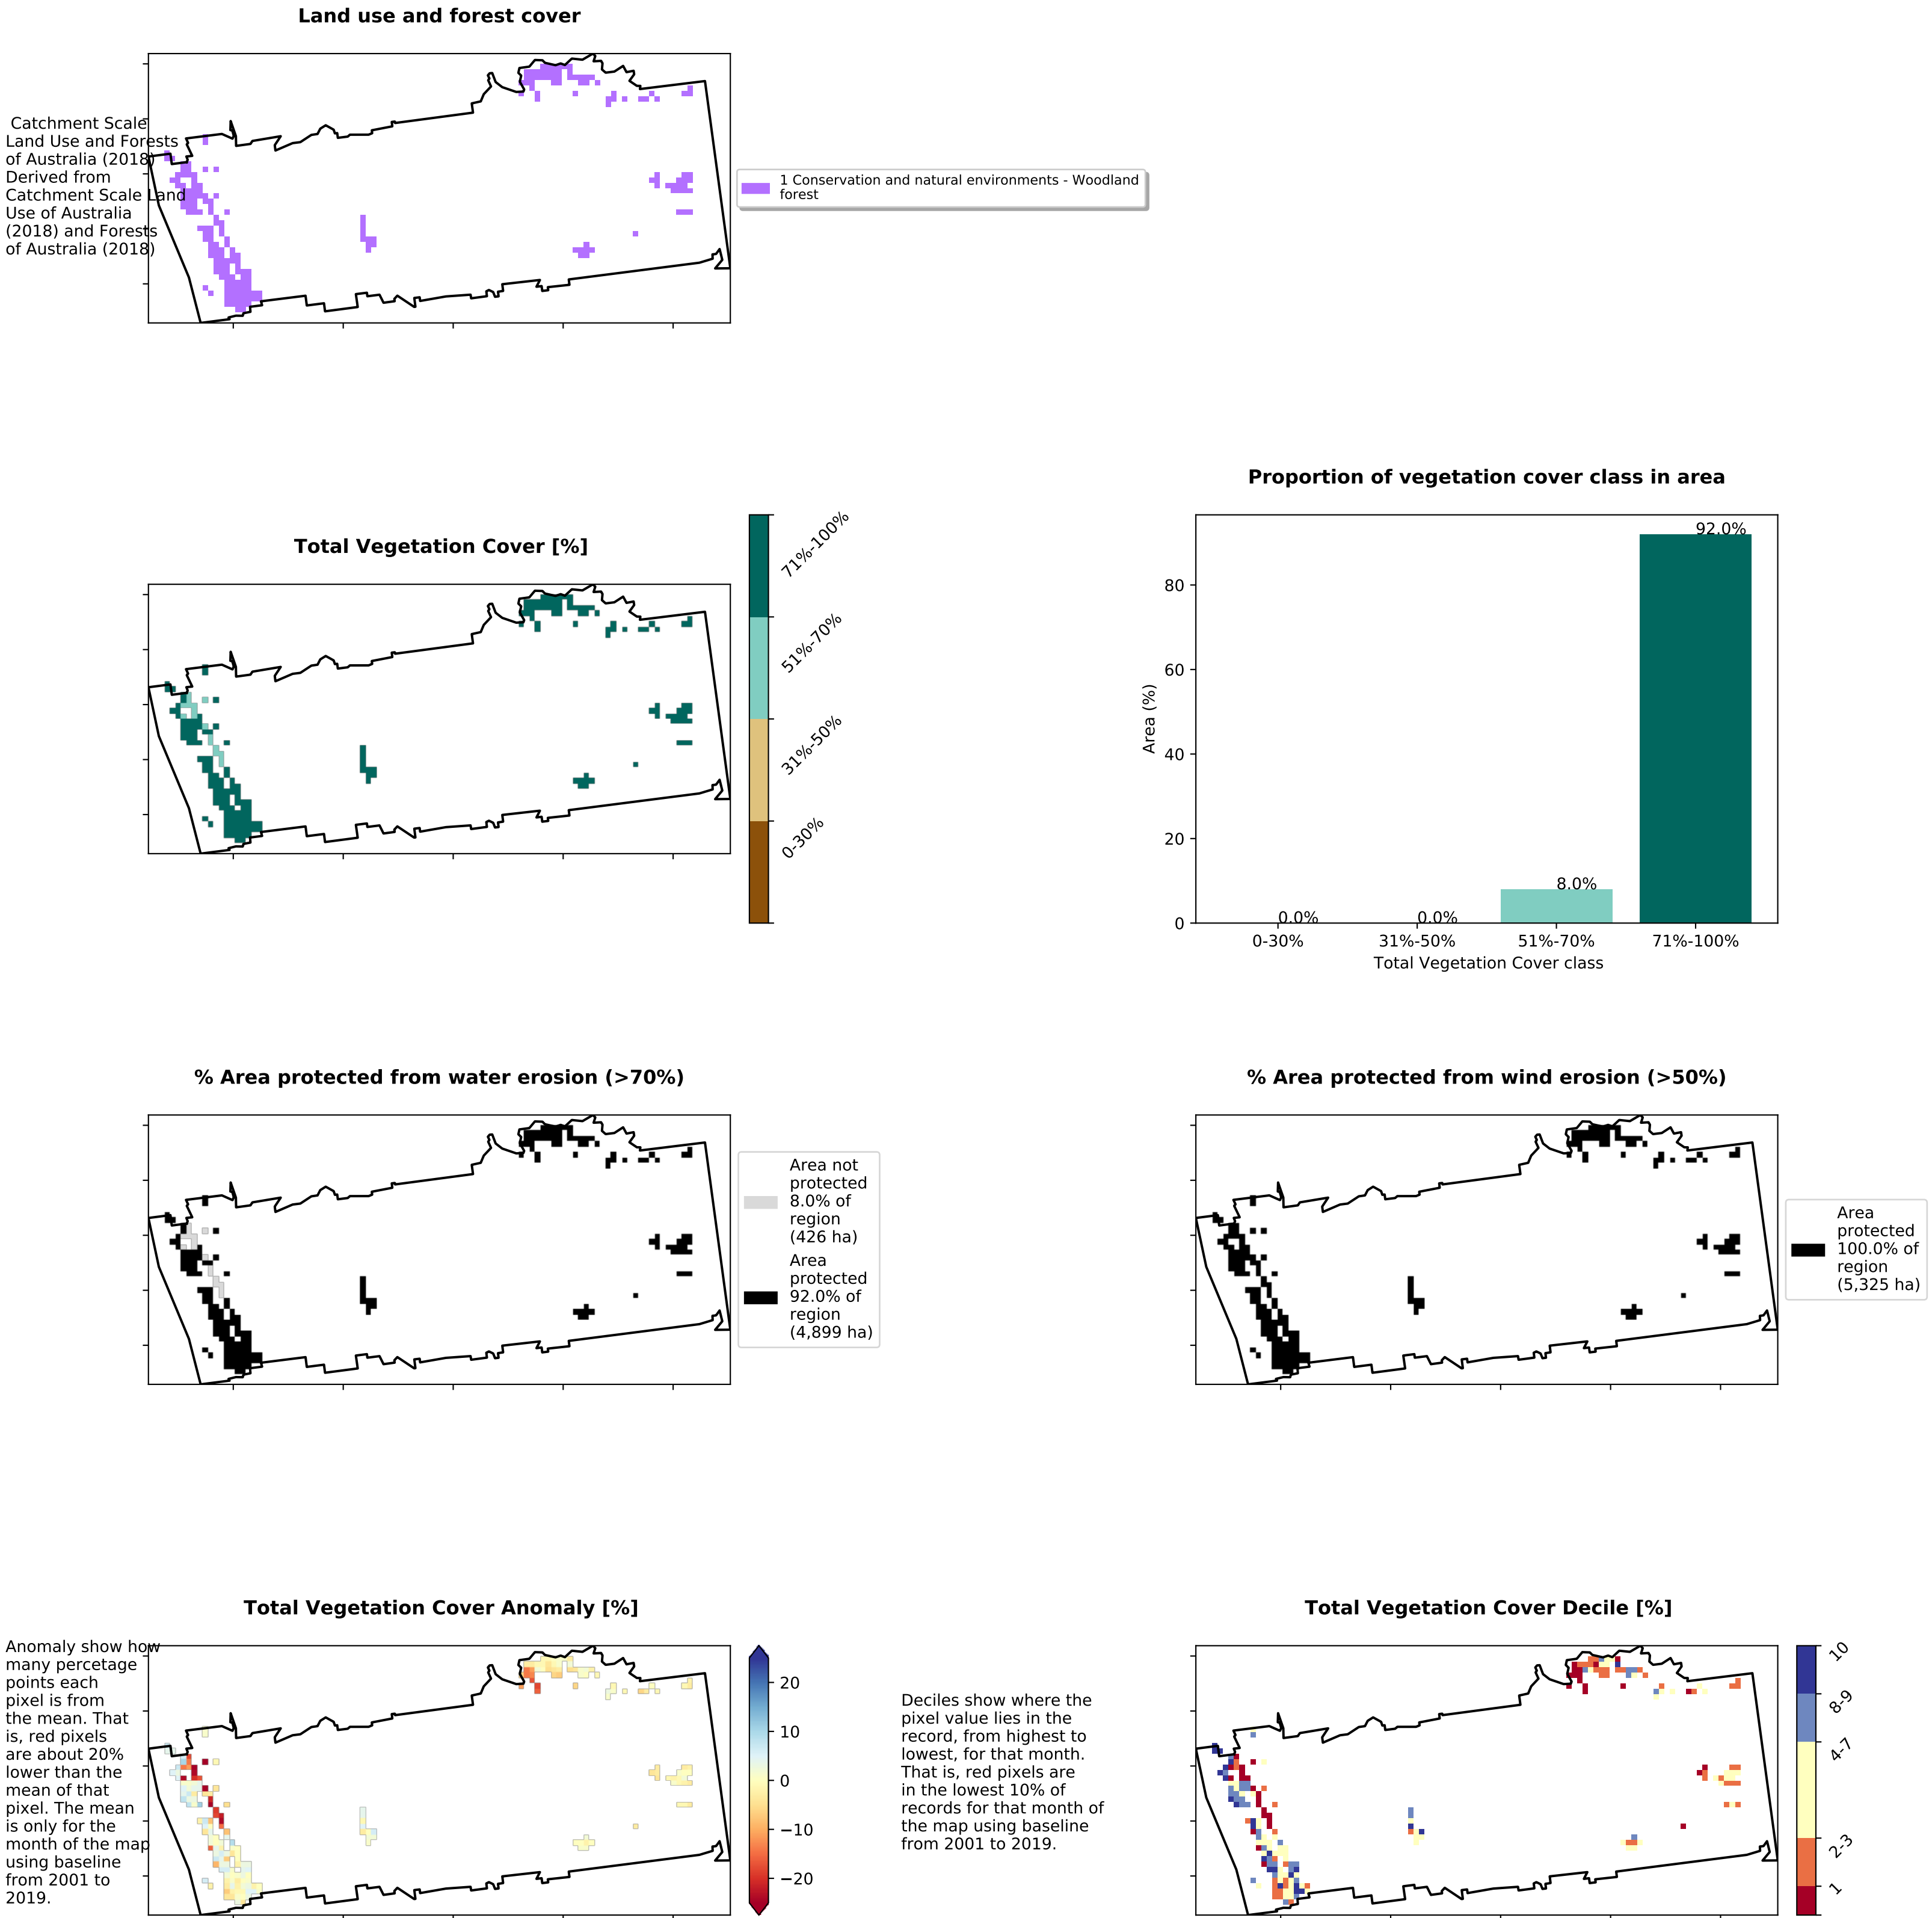 Land use and forest cover
Catchment Scale
Land Use and Forests
of Australia (2018)
Derived from
Catchment Scale Land
Use of Australia
(2018) and Forests
of Australia (2018)
1 Conservation and natural environments - Woodland
forest
Total Vegetation Cover [%]
71%-100%
51%-70%
31%-50%
0-30%
Proportion of vegetation cover class in area
Area (%)
80
60
40
20
0
0.0%
0.0%
8.0%
92.0%
0-30%
31%-50%
51%-70%
71%-100%
Total Vegetation Cover class
% Area protected from water erosion (>70%)
Area not
protected
8.0% of
region
(426 ha)
Area
protected
92.0% of
region
(4,899 ha)
% Area protected from wind erosion (>50%)
Area
protected
100.0% of
region
(5,325 ha)
Total Vegetation Cover Anomaly [%]
Anomaly show how
many percetage
points each
pixel is from
the mean. That
is, red pixels
are about 20%
lower than the
mean of that
pixel. The mean
is only for the
month of the map
using baseline
from 2001 to
2019.
20
10
0
−10
−20
Total Vegetation Cover Decile [%]
Deciles show where the
pixel value lies in the
record, from highest to
lowest, for that month.
That is, red pixels are
in the lowest 10% of
records for that month of
the map using baseline
from 2001 to 2019.
10
8-9
4-7
2-3
1